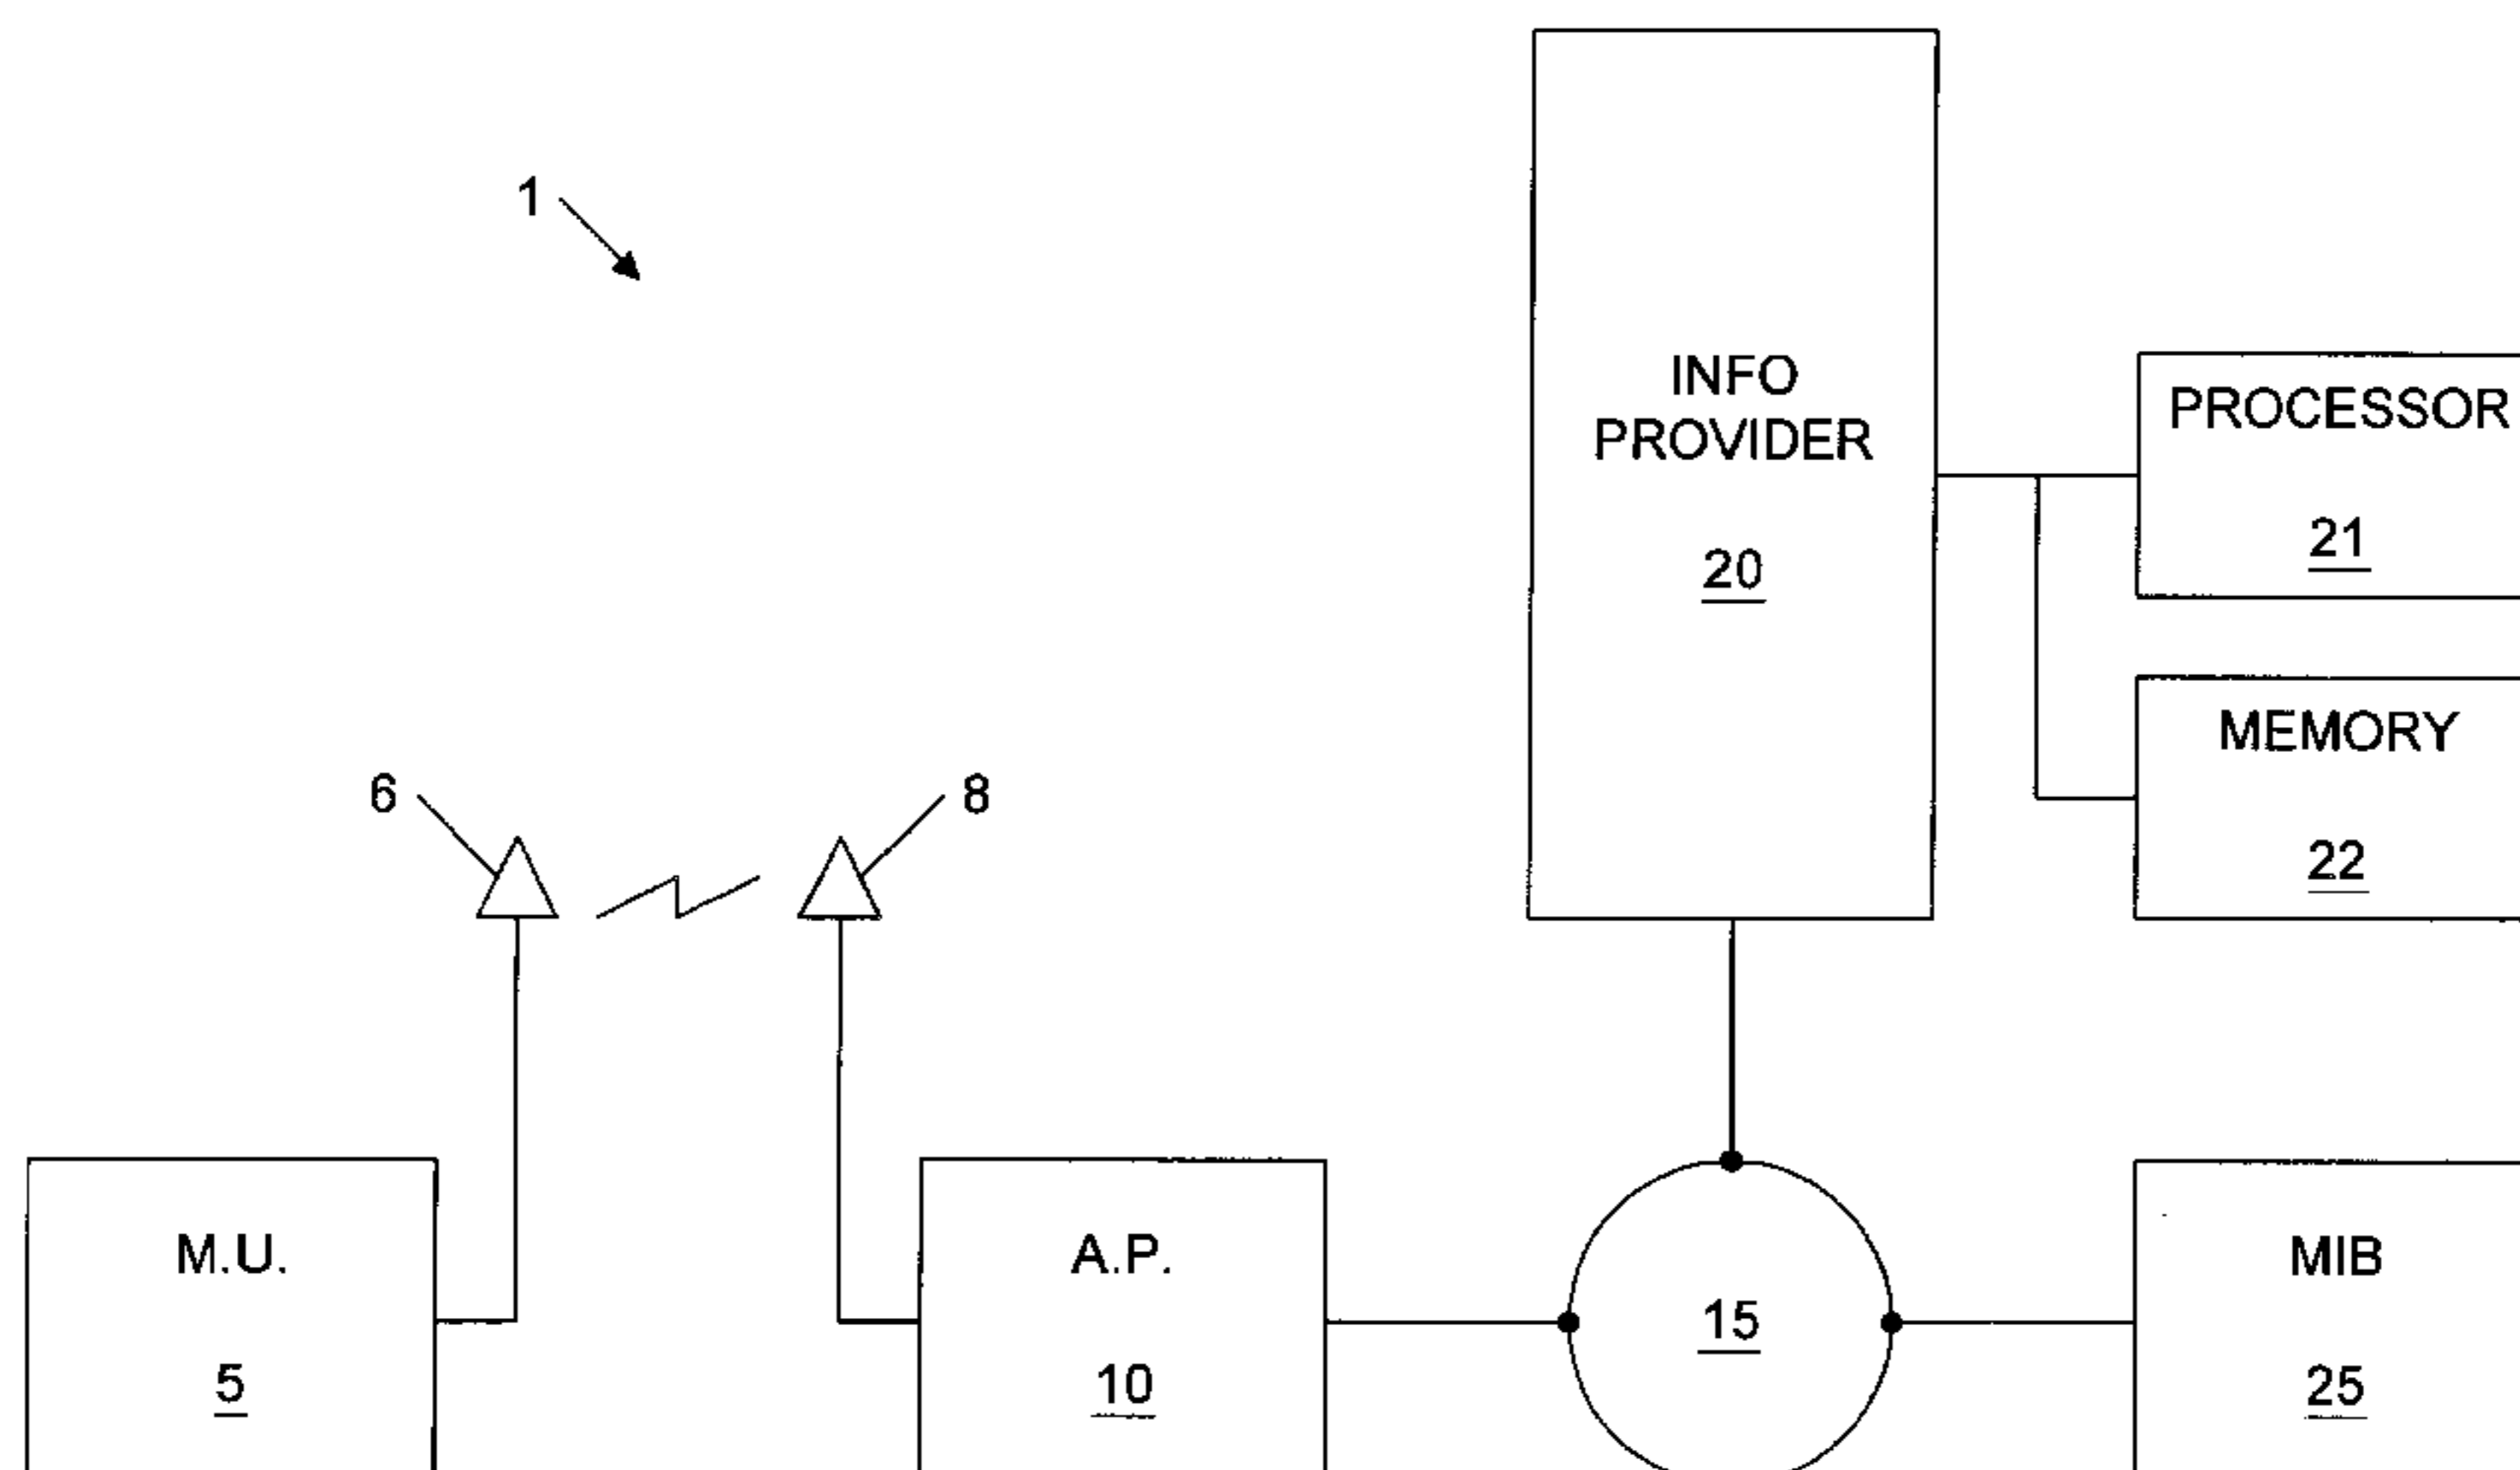 1
INFO
PROVIDER
20
PROCESSOR
21
MEMORY
22
6
8
M.U.
5
A.P.
10
15
MIB
25